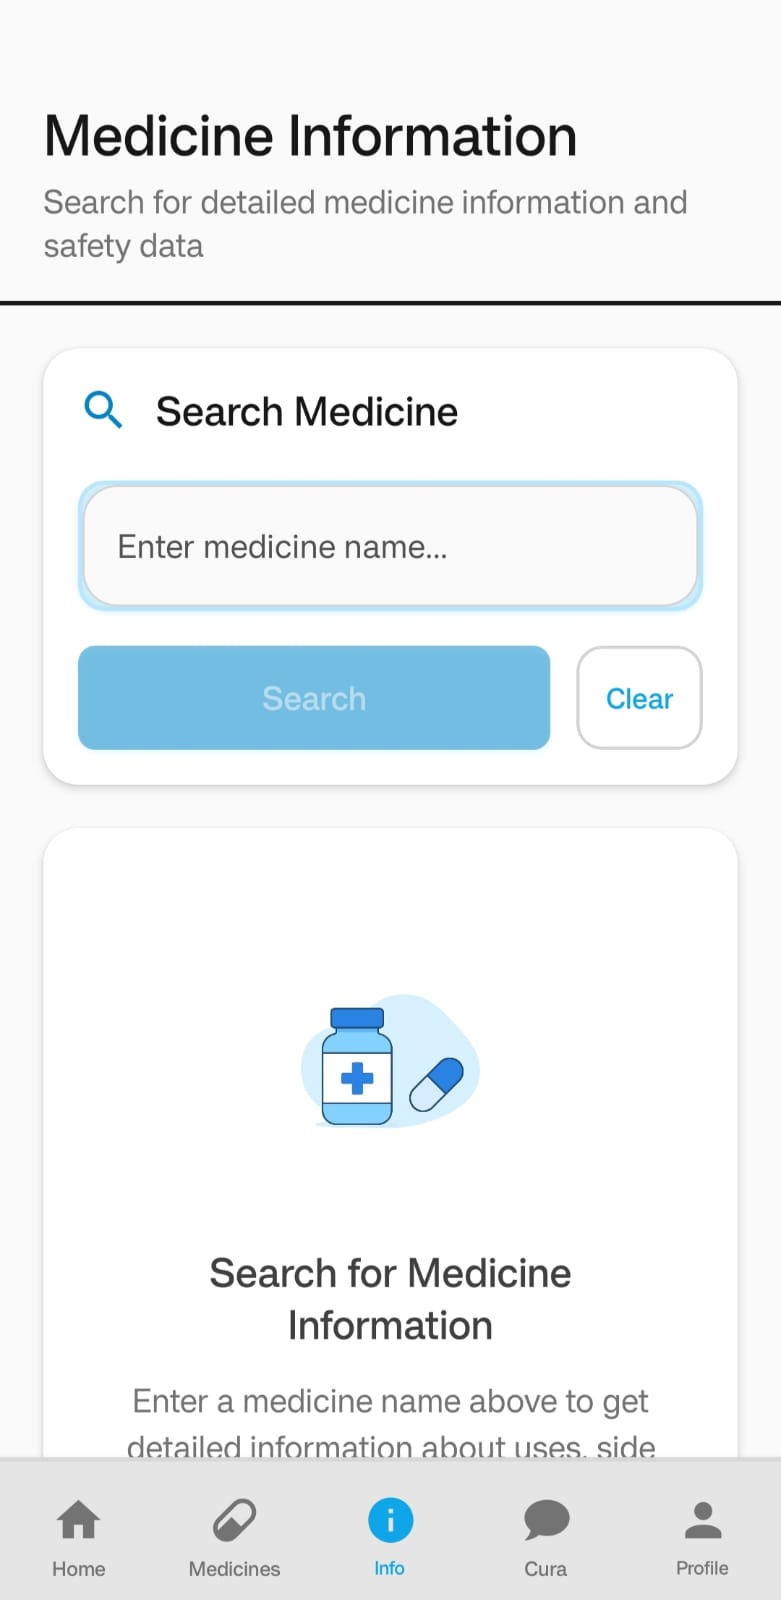 Medicine Information
Search for detailed medicine information and
safety data
Search Medicine
Enter medicine name...
Search
Clear
Search for Medicine
Information
Enter a medicine name above to get
detailed information about uses, side
Home
Medicines
Info
Cura
Profile